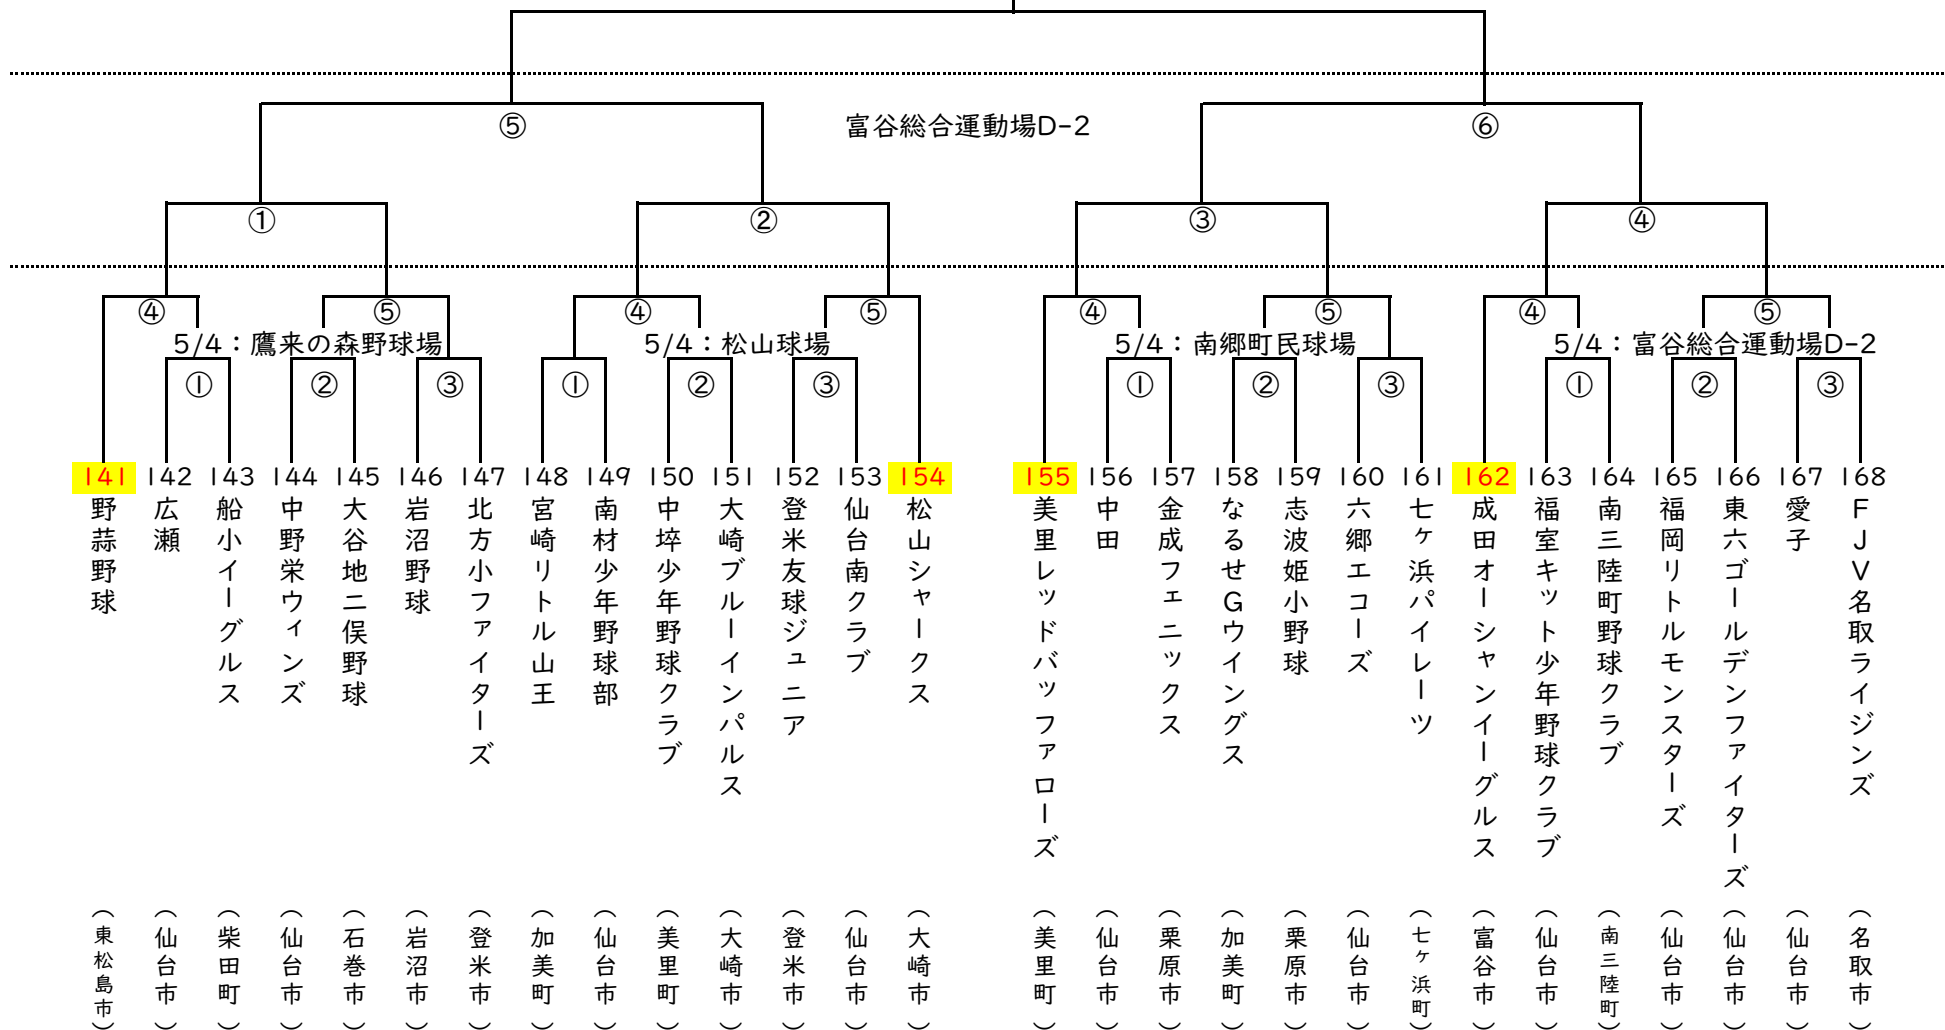 ⑤ 富谷総合運動場D-2 ⑥
① ② ③ ④
④ ⑤ ④ ⑤ ④ ⑤ ④ ⑤
5/4：鷹来の森野球場 5/4：松山球場 5/4：南郷町民球場 5/4：富谷総合運動場D-2
① ② ③ ① ② ③ ① ② ③ ① ② ③
141 野蒜野球 （東松島市）
142 広瀬 （仙台市）
143 船小イーグルス （柴田町）
144 中野栄ウィンズ （仙台市）
145 大谷地二俣野球 （石巻市）
146 岩沼野球 （岩沼市）
147 北方小ファイターズ （登米市）
148 宮崎リトル山王 （加美町）
149 南材少年野球部 （仙台市）
150 中埣少年野球クラブ （美里町）
151 大崎ブルーインパルス （大崎市）
152 登米友球ジュニア （登米市）
153 仙台南クラブ （仙台市）
154 松山シャークス （大崎市）
155 美里レッドバッファローズ （美里町）
156 中田 （仙台市）
157 金成フェニックス （栗原市）
158 なるせGウイングス （加美町）
159 志波姫小野球 （栗原市）
160 六郷エコーズ （仙台市）
161 七ヶ浜パイレーツ （七ヶ浜町）
162 成田オーシャンイーグルス （富谷市）
163 福室キット少年野球クラブ （仙台市）
164 南三陸町野球クラブ （南三陸町）
165 福岡リトルモンスターズ （仙台市）
166 東六ゴールデンファイターズ （仙台市）
167 愛子 （仙台市）
168 ＦＪＶ名取ライジンズ （名取市）